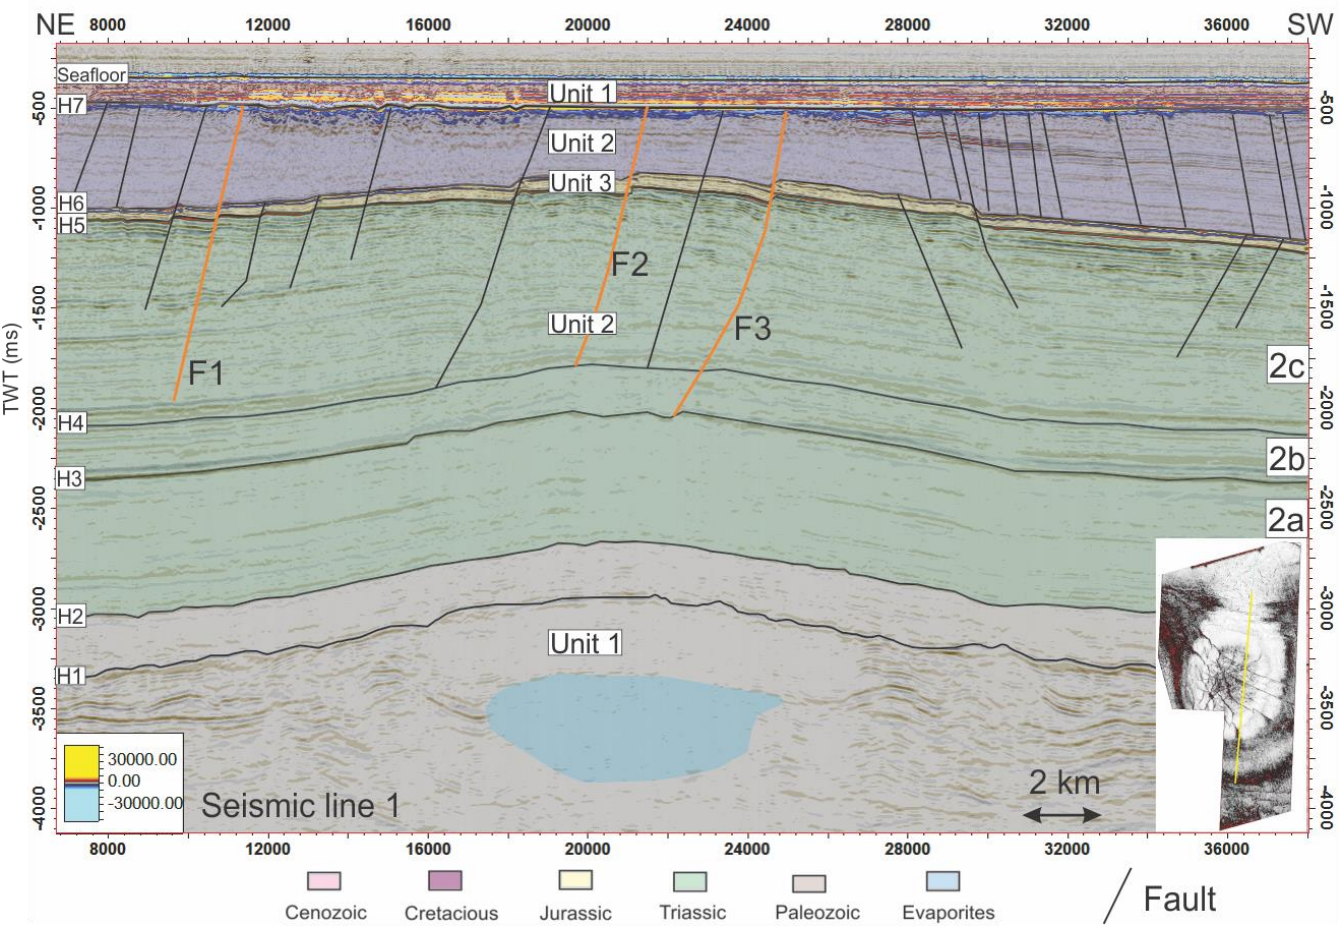 NE 8000 12000 16000 20000 24000 28000 32000 36000 SW
Seafloor
Unit 1
H7
-500
-500
Unit 2
Unit 3
H6
H5
-1000
-1000
F2
-1500
-1500
Unit 2
F3
TWT (ms)
F1
2c
H4
-2000
-2000
2b
H3
-2500
-2500
2a
H2
-3000
-3000
Unit 1
H1
-3500
-3500
30000.00
0.00
-30000.00
Seismic line 1
2 km
-4000
-4000
8000 12000 16000 20000 24000 28000 32000 36000
Cenozoic Cretacious Jurassic Triassic Paleozoic Evaporites
Fault